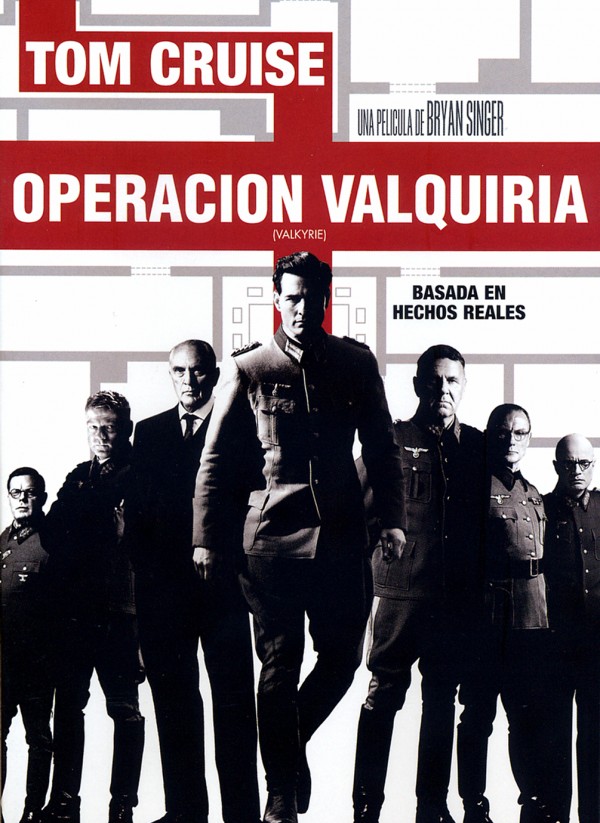 TOM CRUISE
UNA PELICULA DE BRYAN SINGER
OPERACION VALQUIRIA
(VALKYRIE)
BASADA EN
HECHOS REALES